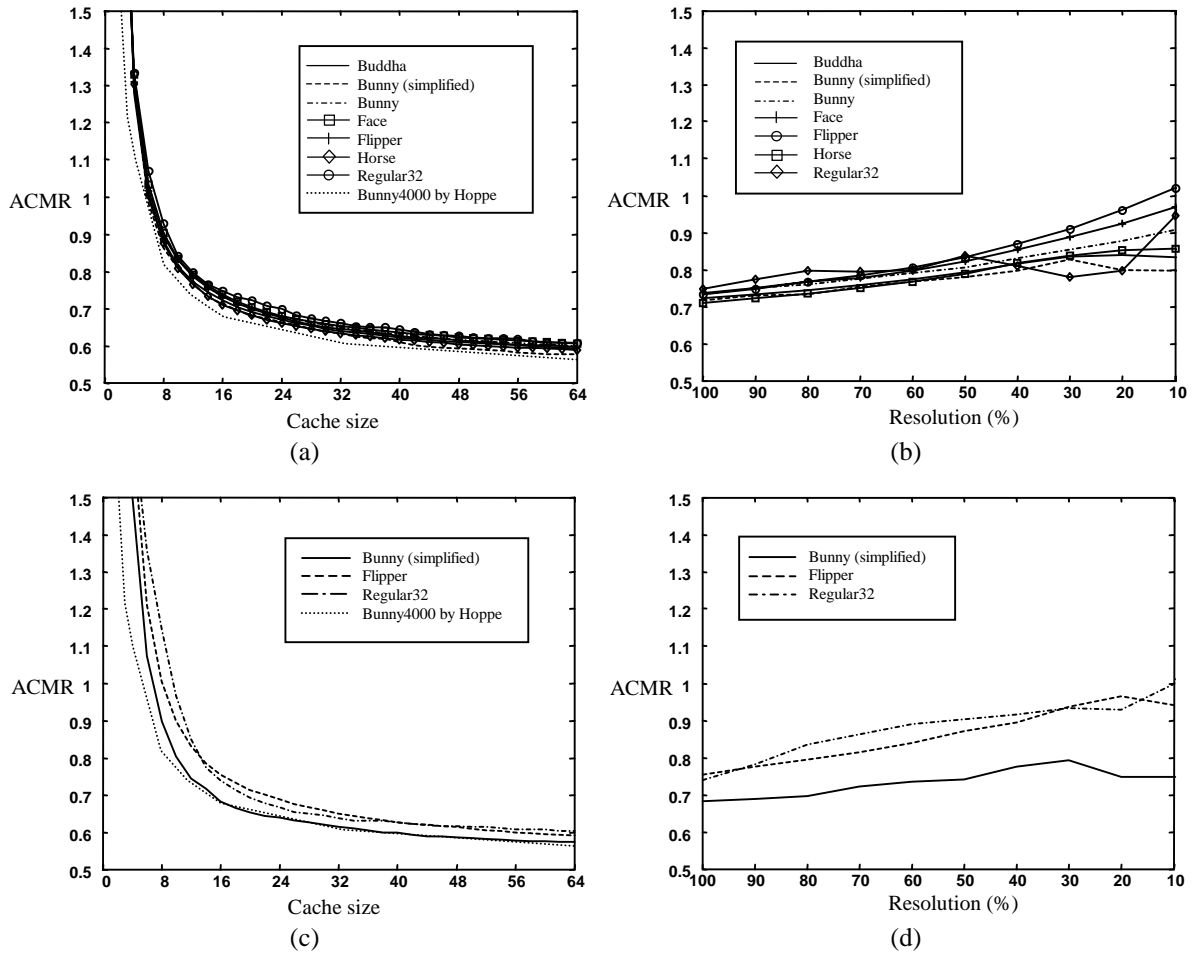 1.5
1.4
1.3
1.2
1.1
1
0.9
0.8
0.7
0.6
0.5
ACMR
0 8 16 24 32 40 48 56 64
Cache size
Buddha
Bunny (simplified)
Bunny
Face
Flipper
Horse
Regular32
Bunny4000 by Hoppe
(a)
1.5
1.4
1.3
1.2
1.1
1
0.9
0.8
0.7
0.6
0.5
ACMR
100 90 80 70 60 50 40 30 20 10
Resolution (%)
Buddha
Bunny (simplified)
Bunny
Face
Flipper
Horse
Regular32
(b)
1.5
1.4
1.3
1.2
1.1
1
0.9
0.8
0.7
0.6
0.5
ACMR
0 8 16 24 32 40 48 56 64
Cache size
Bunny (simplified)
Flipper
Regular32
Bunny4000 by Hoppe
(c)
1.5
1.4
1.3
1.2
1.1
1
0.9
0.8
0.7
0.6
0.5
ACMR
100 90 80 70 60 50 40 30 20 10
Resolution (%)
Bunny (simplified)
Flipper
Regular32
(d)